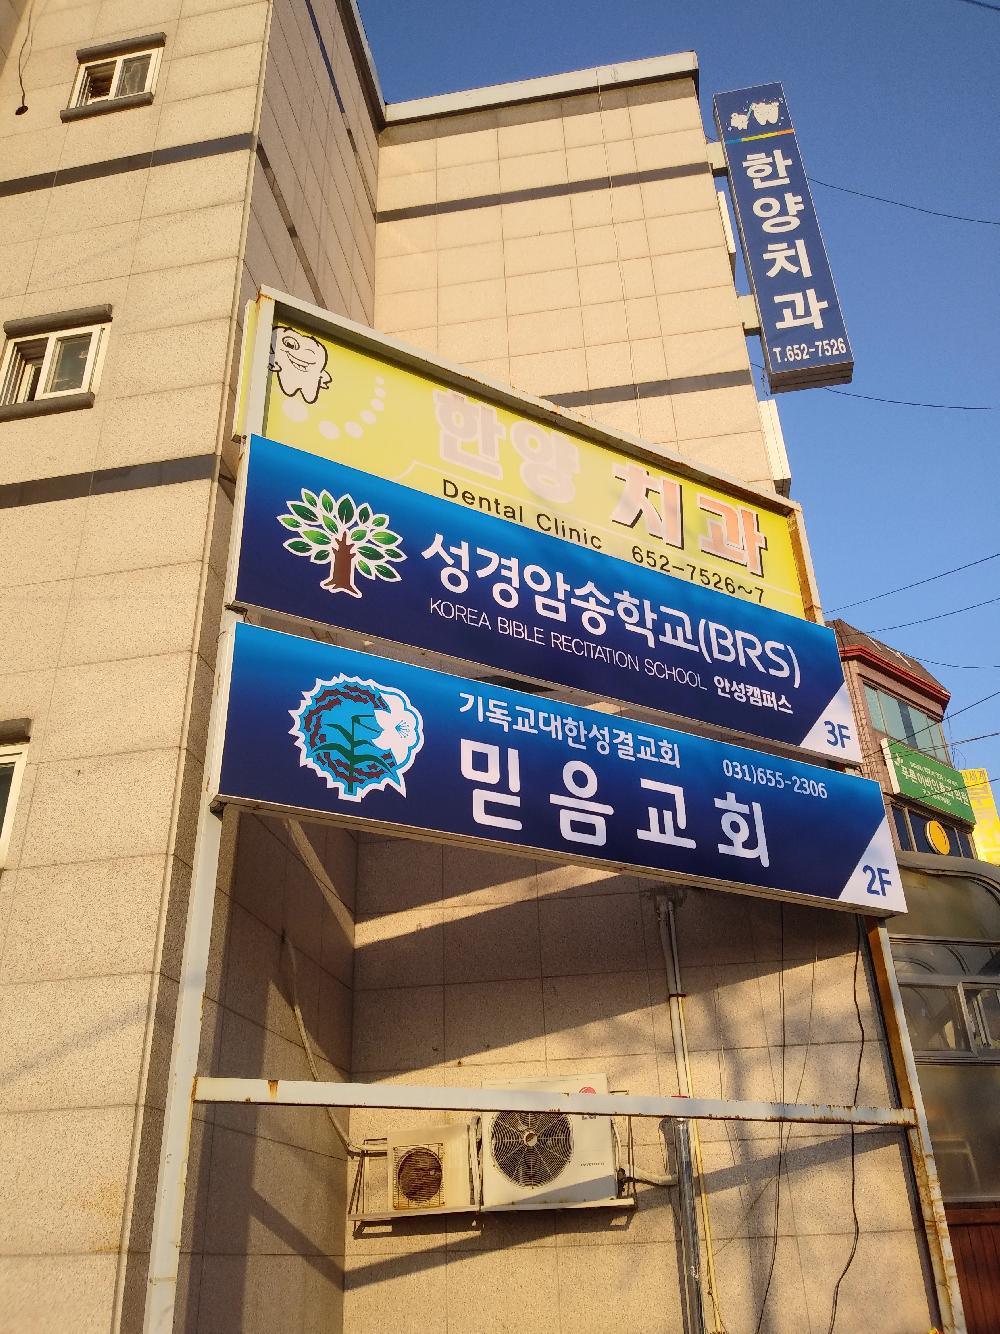 한양치과
T.652-7526
한양 치과
Dental Clinic 652-7526~7
성경암송학교(BRS)
KOREA BIBLE RECITATION SCHOOL 안성캠퍼스
3F
기독교대한성결교회 031)655-2306
믿음교회
2F